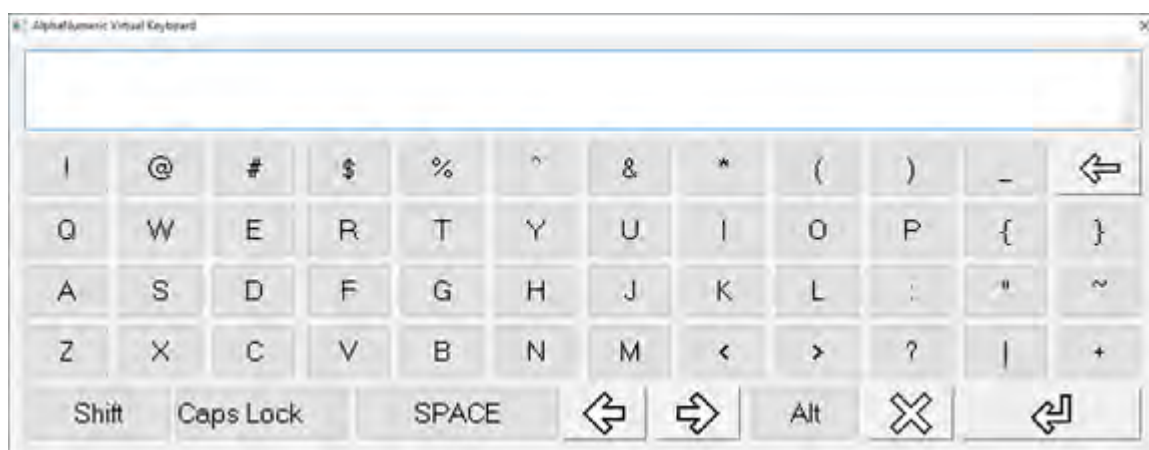 AlphaNumeric Virtual Keyboard
! @ # $ % ^ & * ( ) _
Q W E R T Y U I O P { }
A S D F G H J K L : " ~
Z X C V B N M < > ? | +
Shift Caps Lock SPACE Alt